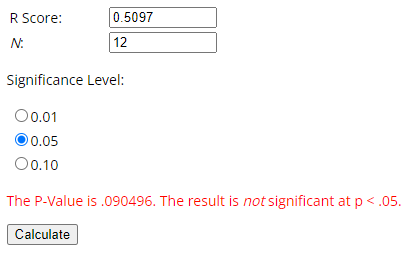 R Score: 0.5097
N: 12
Significance Level:
0.01
0.05
0.10
The P-Value is .090496. The result is not significant at p < .05.
Calculate